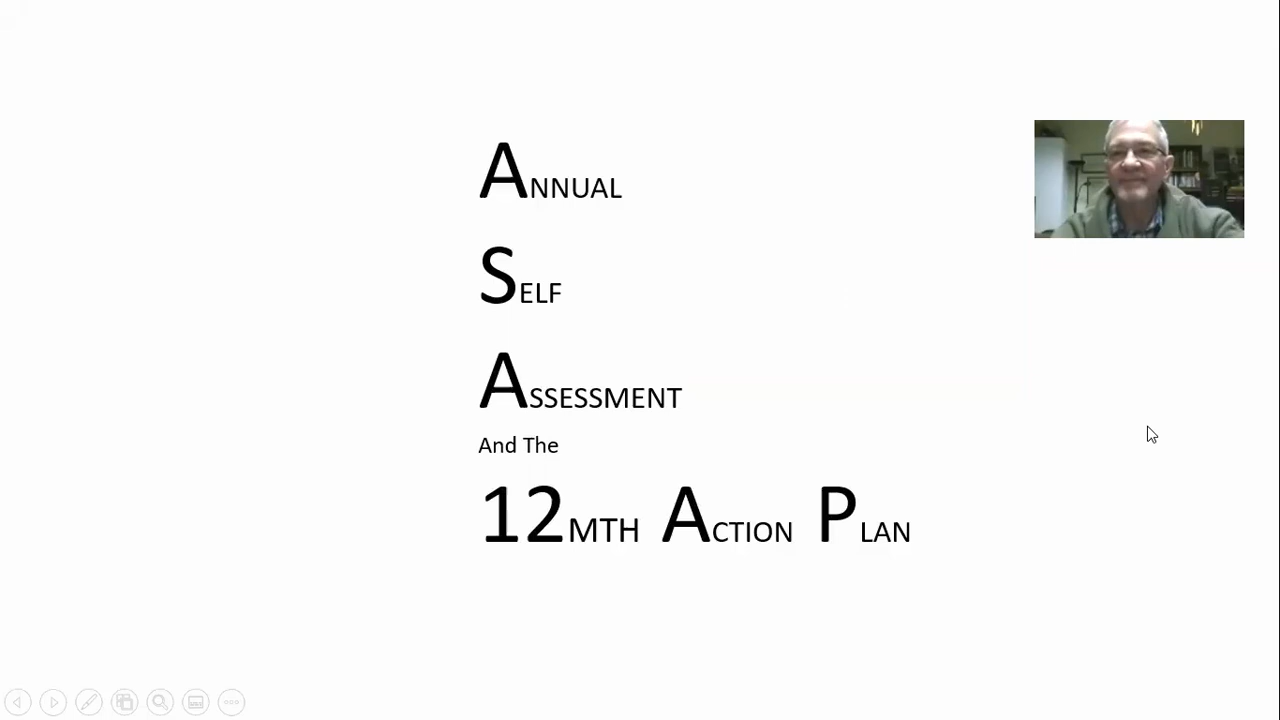 ANNUAL
SELF
ASSESSMENT
And The
12MTH ACTION PLAN